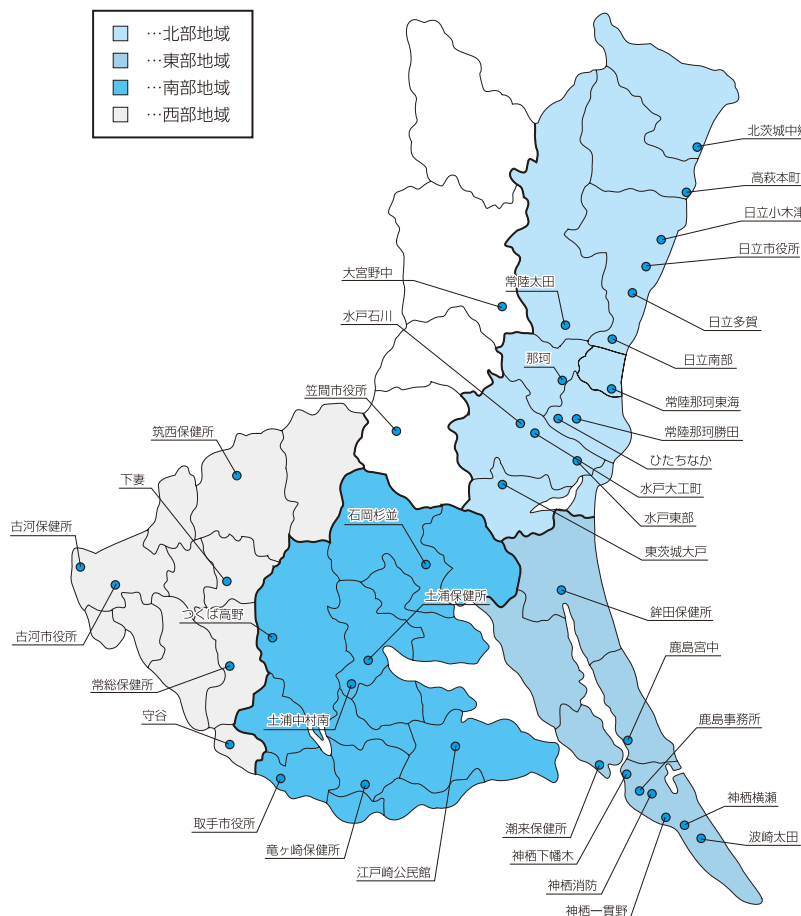 …北部地域
…東部地域
…南部地域
…西部地域
北茨城中郷
高萩本町
日立小木津
日立市役所
大宮野中
常陸太田
水戸石川
日立多賀
那珂
日立南部
笠間市役所
常陸那珂東海
筑西保健所
常陸那珂勝田
ひたちなか
下妻
水戸大工町
石岡杉並
水戸東部
古河保健所
東茨城大戸
土浦保健所
つくば高野
鉾田保健所
古河市役所
鹿島宮中
常総保健所
鹿島事務所
守谷
土浦中村南
神栖横瀬
取手市役所
潮来保健所
波崎太田
竜ヶ崎保健所
神栖下幡木
江戸崎公民館
神栖消防
神栖一貫野